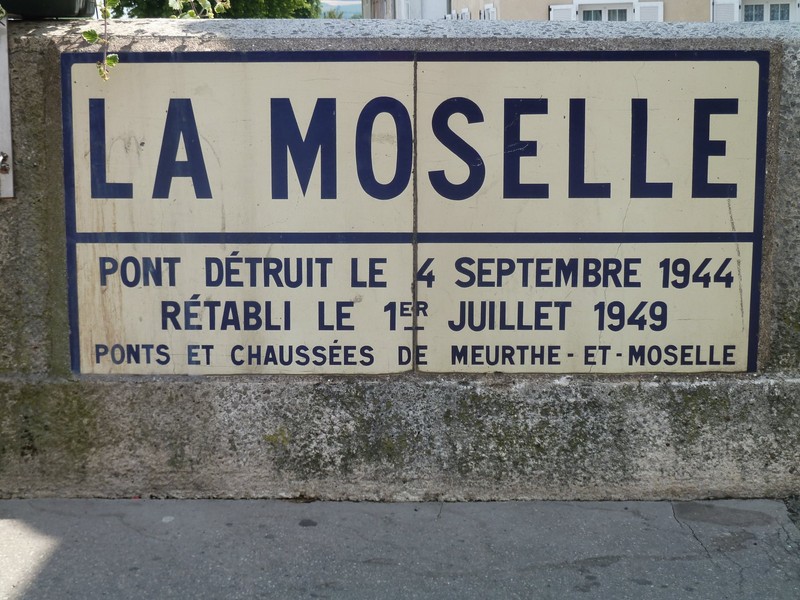 LA MOSELLE
PONT DÉTRUIT LE 4 SEPTEMBRE 1944
RÉTABLI LE 1ER JUILLET 1949
PONTS ET CHAUSSÉES DE MEURTHE-ET-MOSELLE